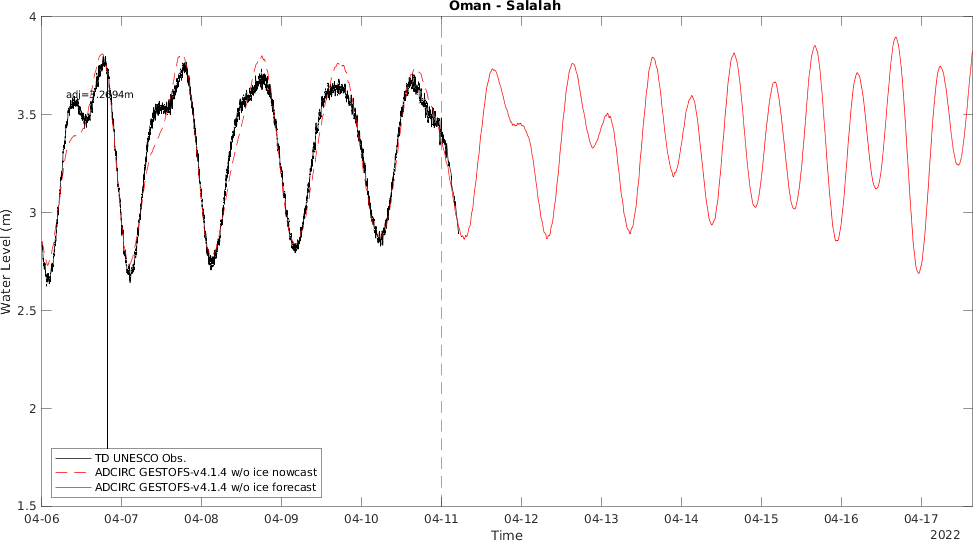 Oman - Salalah
4
3.5
3
2.5
2
1.5
Water Level (m)
adj=3.2694m
TD UNESCO Obs.
ADCIRC GESTOFS-v4.1.4 w/o ice nowcast
ADCIRC GESTOFS-v4.1.4 w/o ice forecast
04-06 04-07 04-08 04-09 04-10 04-11 04-12 04-13 04-14 04-15 04-16 04-17
Time
2022